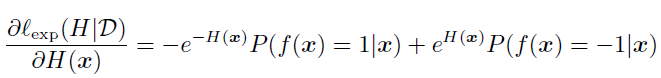 ∂ℓ_exp(H|𝒟)/∂H(𝒙) = −e^{−H(𝒙)} P(f(𝒙) = 1|𝒙) + e^{H(𝒙)} P(f(𝒙) = −1|𝒙)